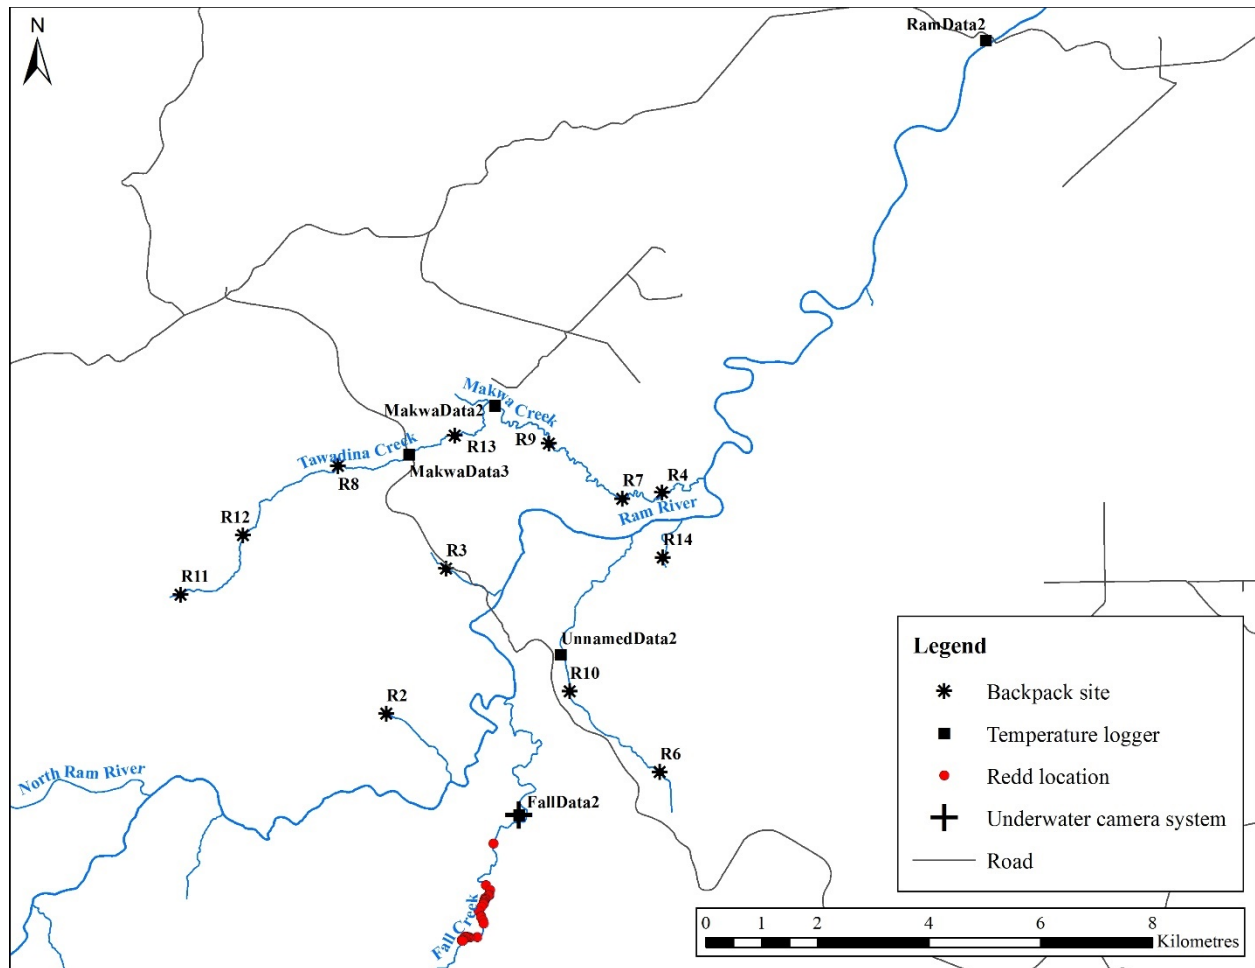 N
RamData2
Makwa Creek
MakwaData2
R13
R9
Tawadina Creek
MakwaData3
R8
R7
R4
Ram River
R12
R14
R3
R11
UnnamedData2
R10
R2
R6
North Ram River
FallData2
Fall Creek
Legend
Backpack site
Temperature logger
Redd location
Underwater camera system
Road
0 1 2 4 6 8
Kilometres